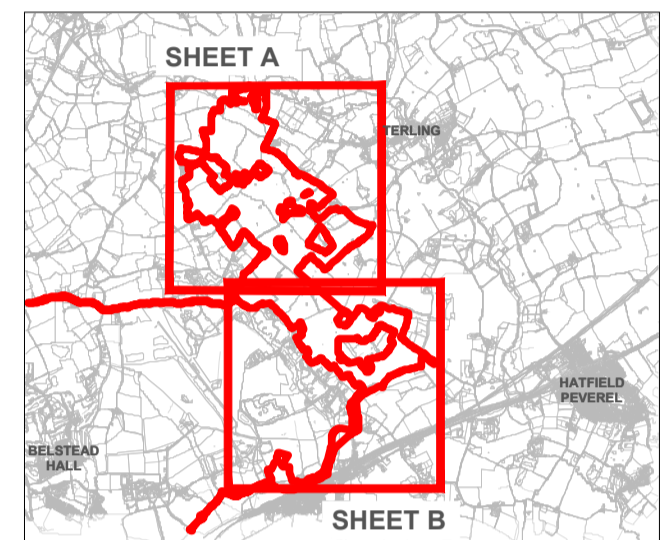 SHEET A
TERLING
HATFIELD
PEVEREL
BELSTEAD
HALL
SHEET B